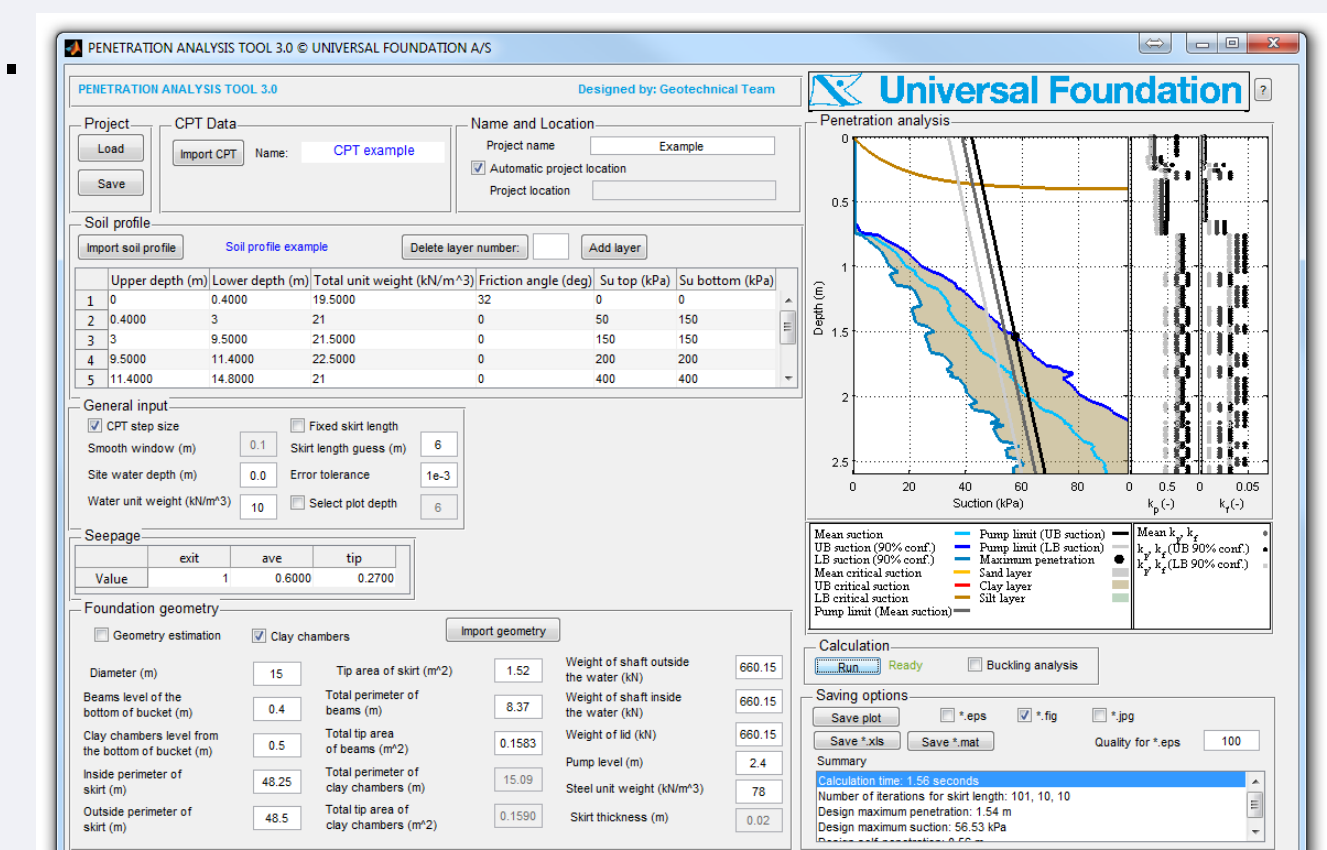 PENETRATION ANALYSIS TOOL 3.0 © UNIVERSAL FOUNDATION A/S
PENETRATION ANALYSIS TOOL 3.0
Designed by: Geotechnical Team
Universal Foundation
?
Project
Load
Save
CPT Data
Import CPT
Name:
CPT example
Name and Location
Project name
Example
Automatic project location
Project location
Soil profile
Import soil profile
Soil profile example
Delete layer number:
Add layer
Upper depth (m) Lower depth (m) Total unit weight (kN/m^3) Friction angle (deg) Su top (kPa) Su bottom (kPa)
1 0 0.4000 19.5000 32 0 0
2 0.4000 3 21 0 50 150
3 3 9.5000 21.5000 0 150 150
4 9.5000 11.4000 22.5000 0 200 200
5 11.4000 14.8000 21 0 400 400
General input
CPT step size
Fixed skirt length
Smooth window (m) 0.1
Skirt length guess (m) 6
Site water depth (m) 0.0
Error tolerance 1e-3
Water unit weight (kN/m^3) 10
Select plot depth 6
Seepage
exit ave tip
Value 1 0.6000 0.2700
Foundation geometry
Geometry estimation
Clay chambers
Import geometry
Diameter (m) 15
Tip area of skirt (m^2) 1.52
Weight of shaft outside
the water (kN) 660.15
Beams level of the
bottom of bucket (m) 0.4
Total perimeter of
beams (m) 8.37
Weight of shaft inside
the water (kN) 660.15
Clay chambers level from
the bottom of bucket (m) 0.5
Total tip area
of beams (m^2) 0.1583
Weight of lid (kN) 660.15
Inside perimeter of
skirt (m) 48.25
Total perimeter of
clay chambers (m) 15.09
Pump level (m) 2.4
Steel unit weight (kN/m^3) 78
Outside perimeter of
skirt (m) 48.5
Total tip area of
clay chambers (m^2) 0.1590
Skirt thickness (m) 0.02
Penetration analysis
Depth (m)
0
0.5
1
1.5
2
2.5
0 20 40 60 80 0 0.5 0 0.05
Suction (kPa) kp (-) kf (-)
Mean suction
UB suction (90% conf.)
LB suction (90% conf.)
Mean critical suction
UB critical suction
LB critical suction
Pump limit (Mean suction)
Pump limit (UB suction)
Pump limit (LB suction)
Maximum penetration
Sand layer
Clay layer
Silt layer
Mean kp, kf
kp, kf (UB 90% conf.)
kp, kf (LB 90% conf.)
Calculation
Run
Ready
Buckling analysis
Saving options
Save plot
*.eps
*.fig
*.jpg
Save *.xls
Save *.mat
Quality for *.eps
100
Summary
Calculation time: 1.56 seconds
Number of iterations for skirt length: 101, 10, 10
Design maximum penetration: 1.54 m
Design maximum suction: 56.53 kPa